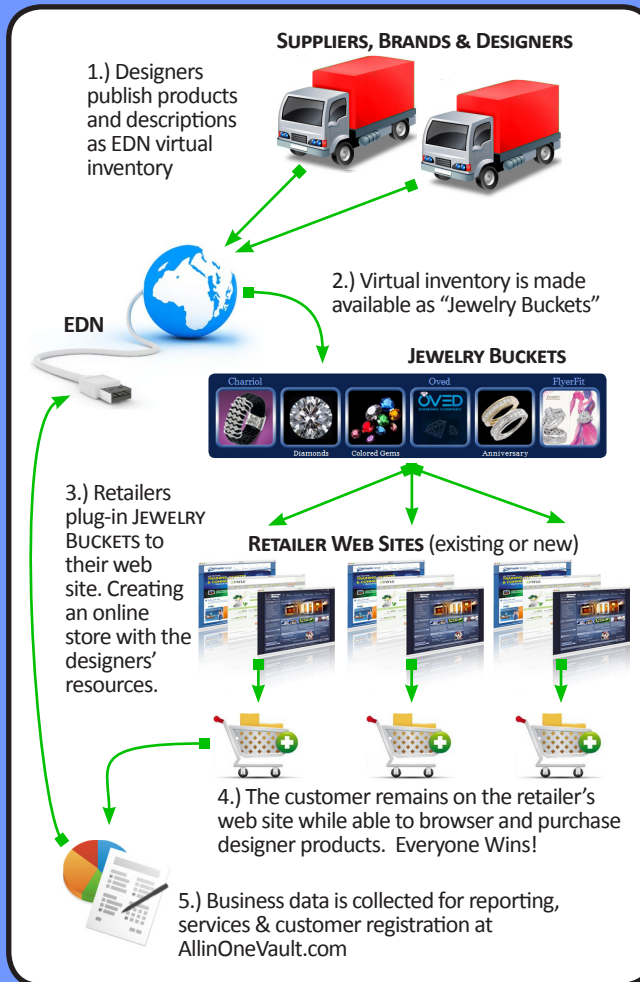 SUPPLIERS, BRANDS & DESIGNERS
1.) Designers
publish products
and descriptions
as EDN virtual
inventory
2.) Virtual inventory is made
available as “Jewelry Buckets”
EDN
JEWELRY BUCKETS
Charriol
Oved
FlyerFit
ŎVED
DIAMOND COMPANY
Diamonds
Colored Gems
Anniversary
3.) Retailers
plug-in JEWELRY
BUCKETS to
their web
site. Creating
an online
store with the
designers’
resources.
RETAILER WEB SITES (existing or new)
4.) The customer remains on the retailer’s
web site while able to browser and purchase
designer products.  Everyone Wins!
5.) Business data is collected for reporting,
services & customer registration at
AllinOneVault.com